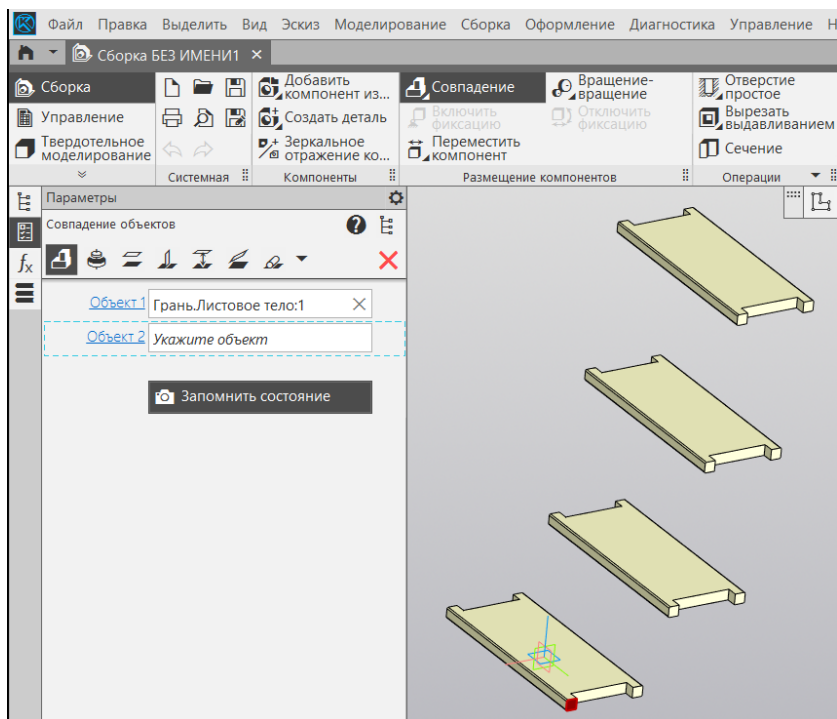 Файл Правка Выделить Вид Эскиз Моделирование Сборка Оформление Диагностика Управление Н
Сборка БЕЗ ИМЕНИ1 ×
Сборка
Управление
Твердотельное
моделирование
Системная
Добавить
компонент из...
Создать деталь
Зеркальное
отражение ко...
Компоненты
Совпадение
Включить
фиксацию
Переместить
компонент
Вращение-
вращение
Отключить
фиксацию
Размещение компонентов
Отверстие
простое
Вырезать
выдавливанием
Сечение
Операции
Параметры
Совпадение объектов
fx
Объект 1 Грань.Листовое тело:1
Объект 2 Укажите объект
Запомнить состояние